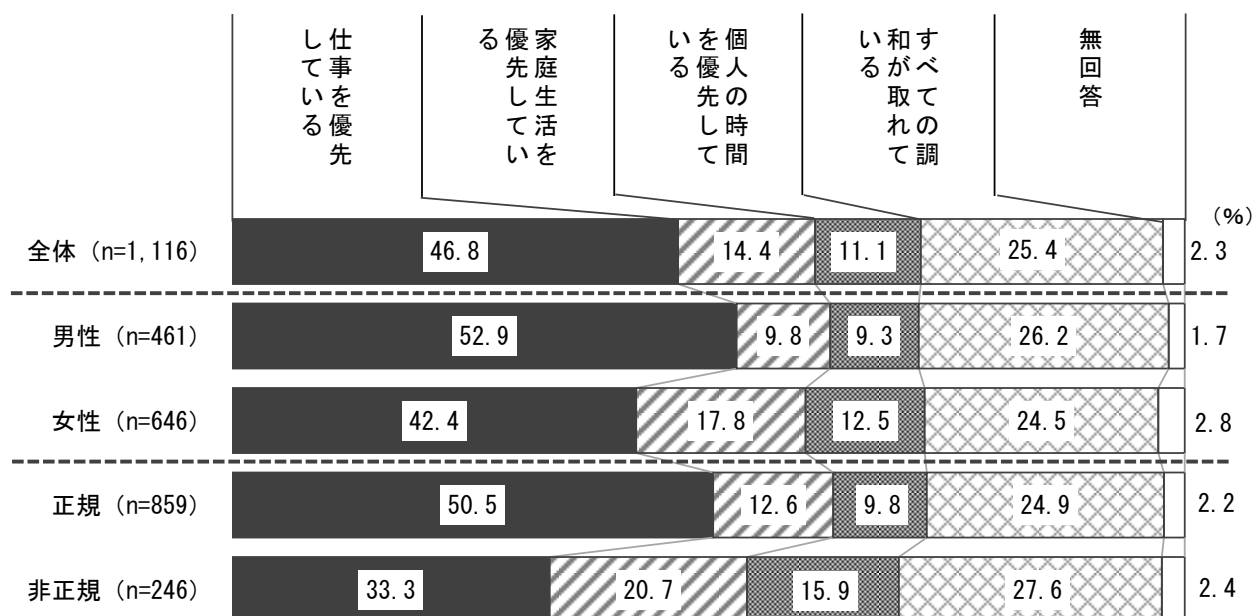 仕事を優先
している
家庭生活を
優先してい
る
個人の時間
を優先して
いる
すべての調
和が取れて
いる
無回答
(%)
全体 (n=1,116) 46.8 14.4 11.1 25.4 2.3
男性 (n=461) 52.9 9.8 9.3 26.2 1.7
女性 (n=646) 42.4 17.8 12.5 24.5 2.8
正規 (n=859) 50.5 12.6 9.8 24.9 2.2
非正規 (n=246) 33.3 20.7 15.9 27.6 2.4